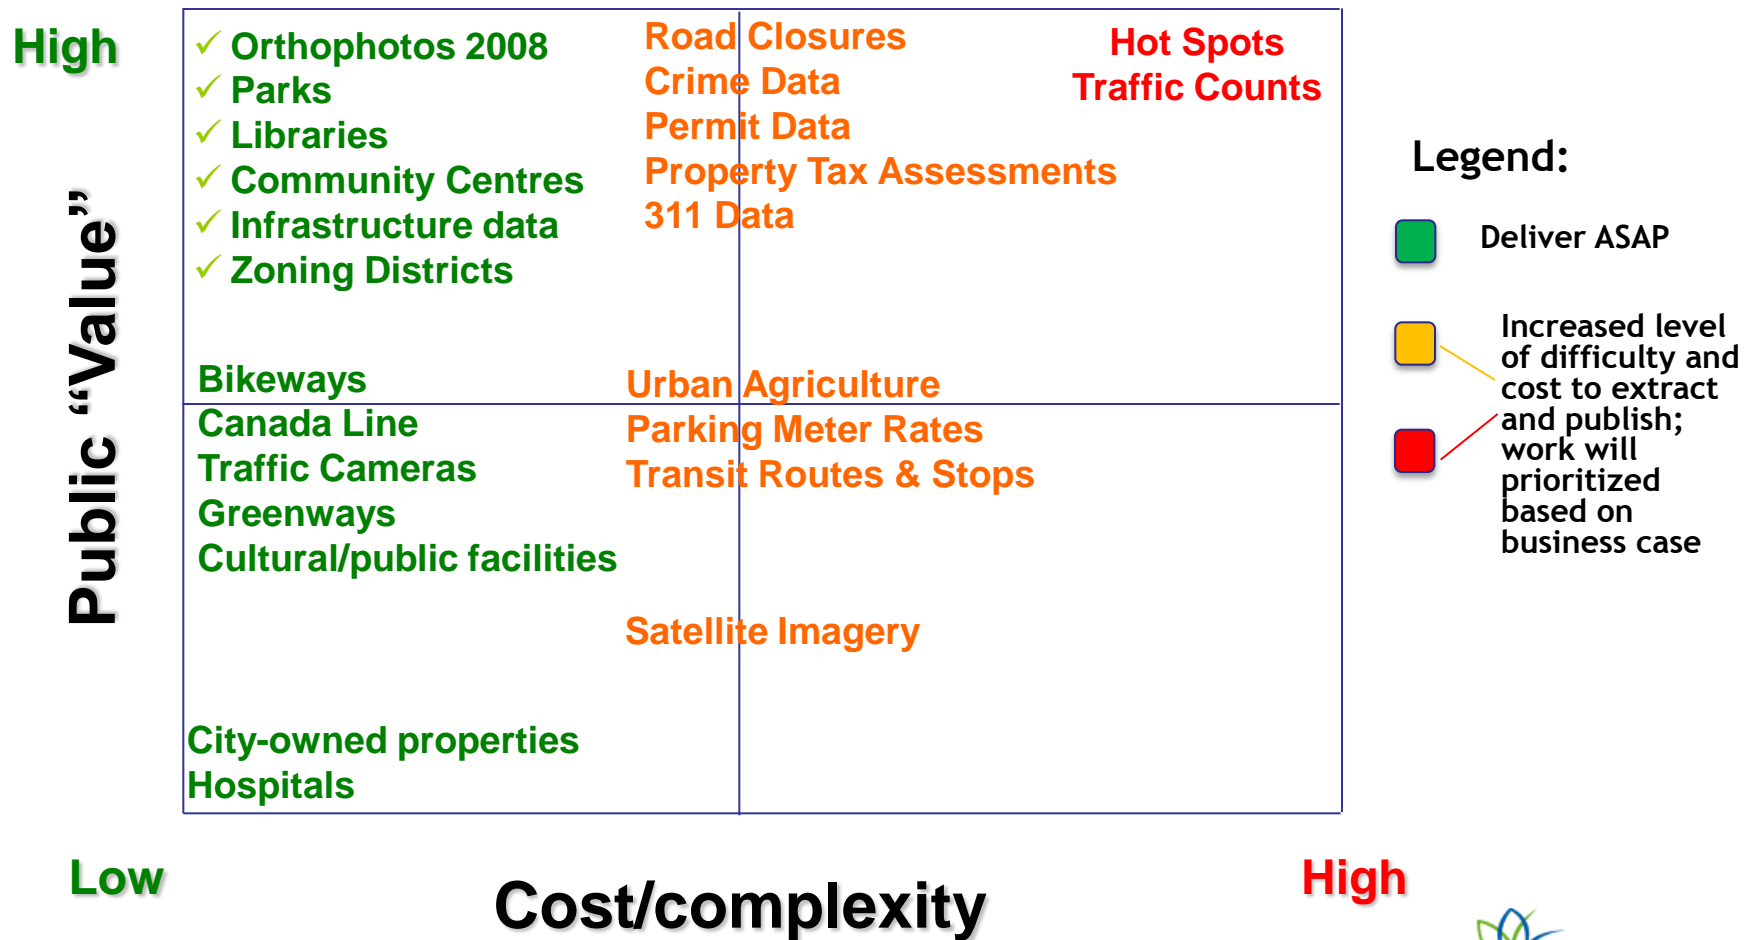 High
Public “Value”
✓ Orthophotos 2008
✓ Parks
✓ Libraries
✓ Community Centres
✓ Infrastructure data
✓ Zoning Districts
Road Closures
Crime Data
Permit Data
Property Tax Assessments
311 Data
Hot Spots
Traffic Counts
Bikeways
Canada Line
Traffic Cameras
Greenways
Cultural/public facilities
Urban Agriculture
Parking Meter Rates
Transit Routes & Stops
Satellite Imagery
City-owned properties
Hospitals
Low
Cost/complexity
High
Legend:
Deliver ASAP
Increased level
of difficulty and
cost to extract
and publish;
work will
prioritized
based on
business case